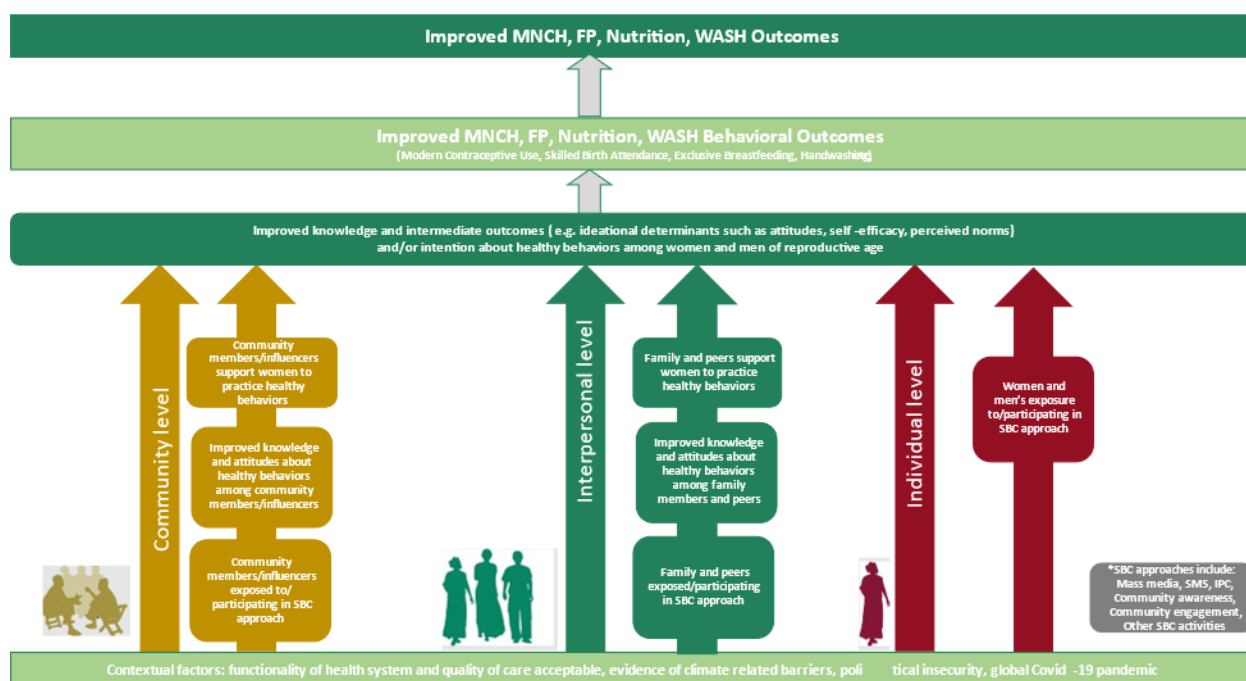 Improved MNCH, FP, Nutrition, WASH Outcomes
Improved MNCH, FP, Nutrition, WASH Behavioral Outcomes
(Modern Contraceptive Use, Skilled Birth Attendance, Exclusive Breastfeeding, Handwashing)
Improved knowledge and intermediate outcomes ( e.g. ideational determinants such as attitudes, self -efficacy, perceived norms)
and/or intention about healthy behaviors among women and men of reproductive age
Community level
Community
members/influencers
support women to
practice healthy
behaviors
Improved knowledge
and attitudes about
healthy behaviors
among community
members/influencers
Community
members/influencers
exposed to/
participating in SBC
approach
Interpersonal level
Family and peers support
women to practice
healthy behaviors
Improved knowledge
and attitudes about
healthy behaviors
among family
members and peers
Family and peers
exposed/participating
in SBC approach
Individual level
Women and
men's exposure
to/participating in
SBC approach
*SBC approaches include:
Mass media, SMS, IPC,
Community awareness,
Community engagement,
Other SBC activities
Contextual factors: functionality of health system and quality of care acceptable, evidence of climate related barriers, poli tical insecurity, global Covid -19 pandemic